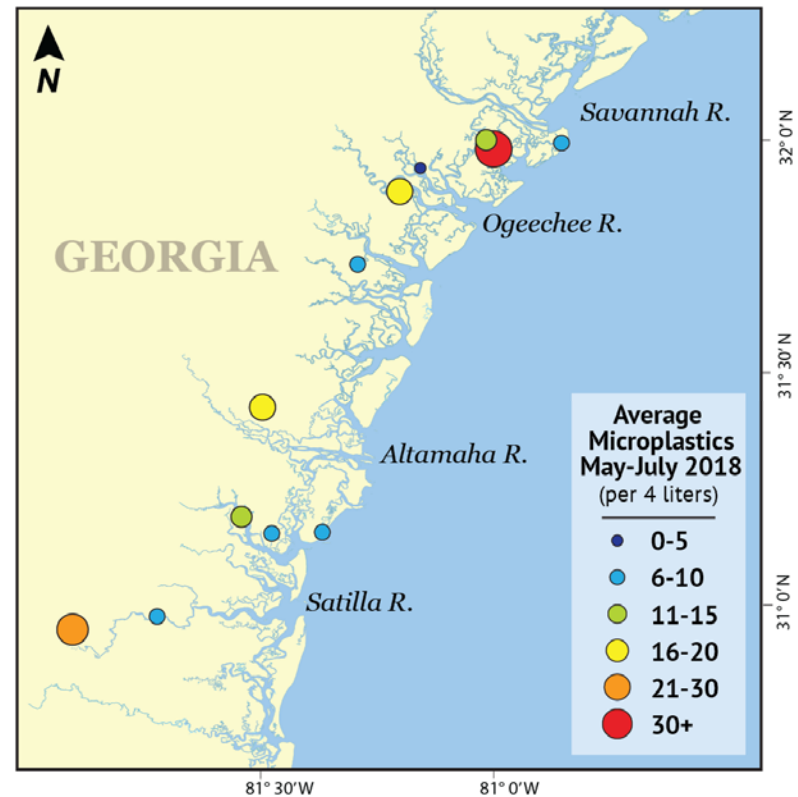 N
Savannah R.
Ogeechee R.
GEORGIA
Altamaha R.
Satilla R.
Average
Microplastics
May-July 2018
(per 4 liters)
0-5
6-10
11-15
16-20
21-30
30+
32° 0'N
31° 30'N
31° 0'N
81° 30'W
81° 0'W